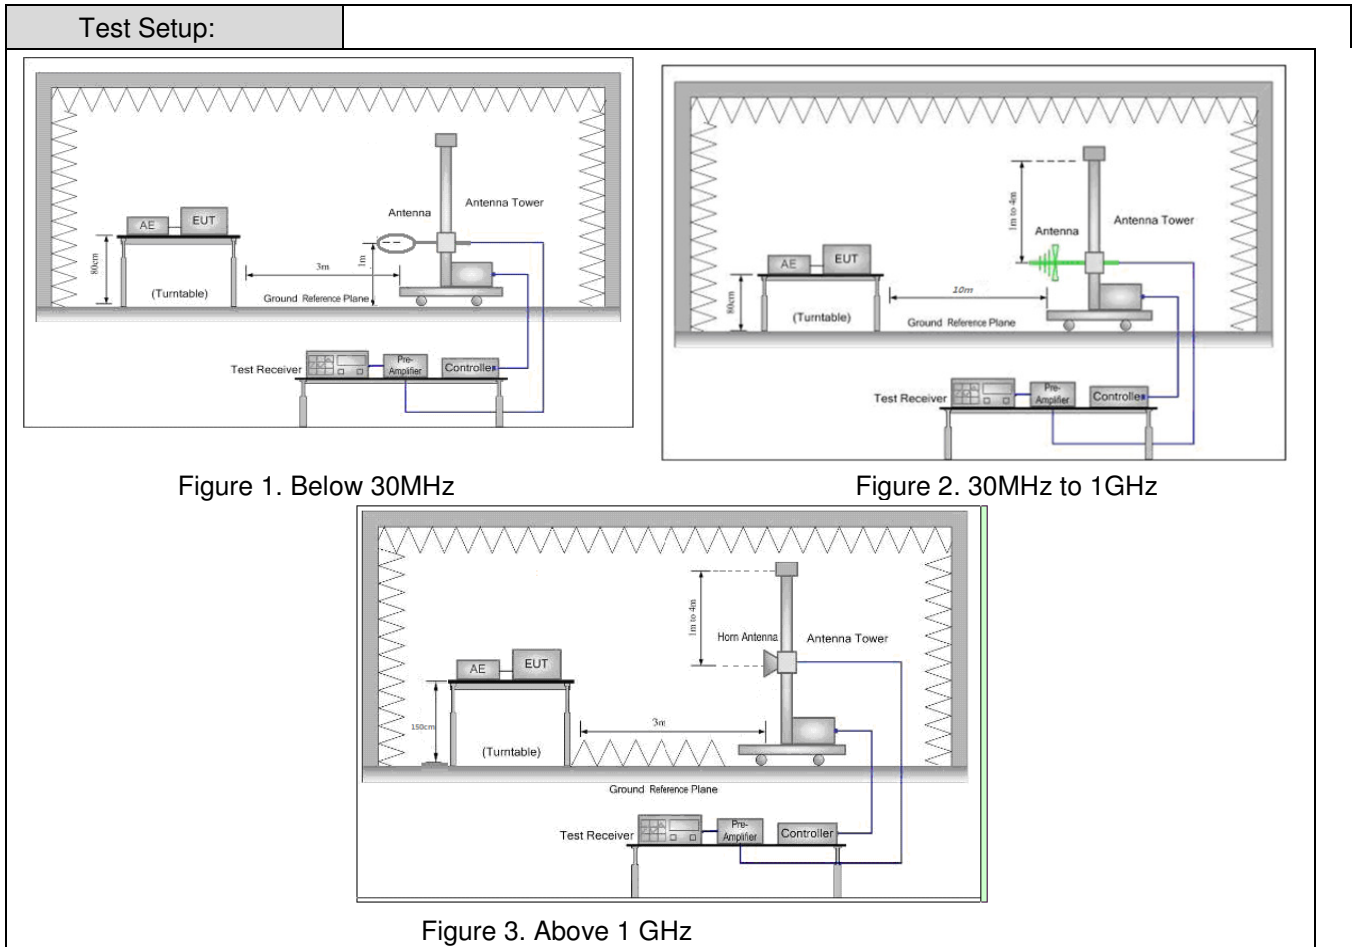 Test Setup:
AE
EUT
80cm
(Turntable)
3m
1m
Antenna
Antenna Tower
Ground Reference Plane
Test Receiver
Pre-
Amplifier
Controller
Figure 1. Below 30MHz
AE
EUT
80cm
(Turntable)
10m
1m to 4m
Antenna
Antenna Tower
Ground Reference Plane
Test Receiver
Pre-
Amplifier
Controller
Figure 2. 30MHz to 1GHz
AE
EUT
150cm
(Turntable)
3m
1m to 4m
Horn Antenna
Antenna Tower
Ground Reference Plane
Test Receiver
Pre-
Amplifier
Controller
Figure 3. Above 1 GHz